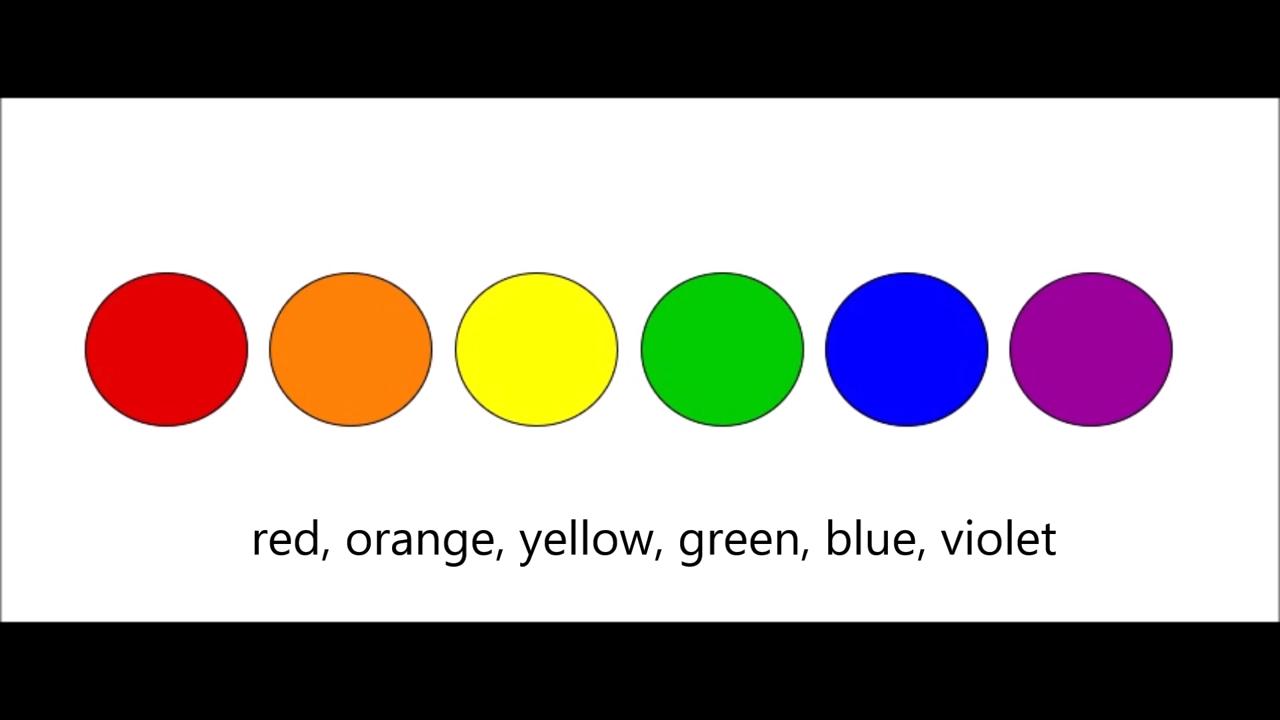 red, orange, yellow, green, blue, violet